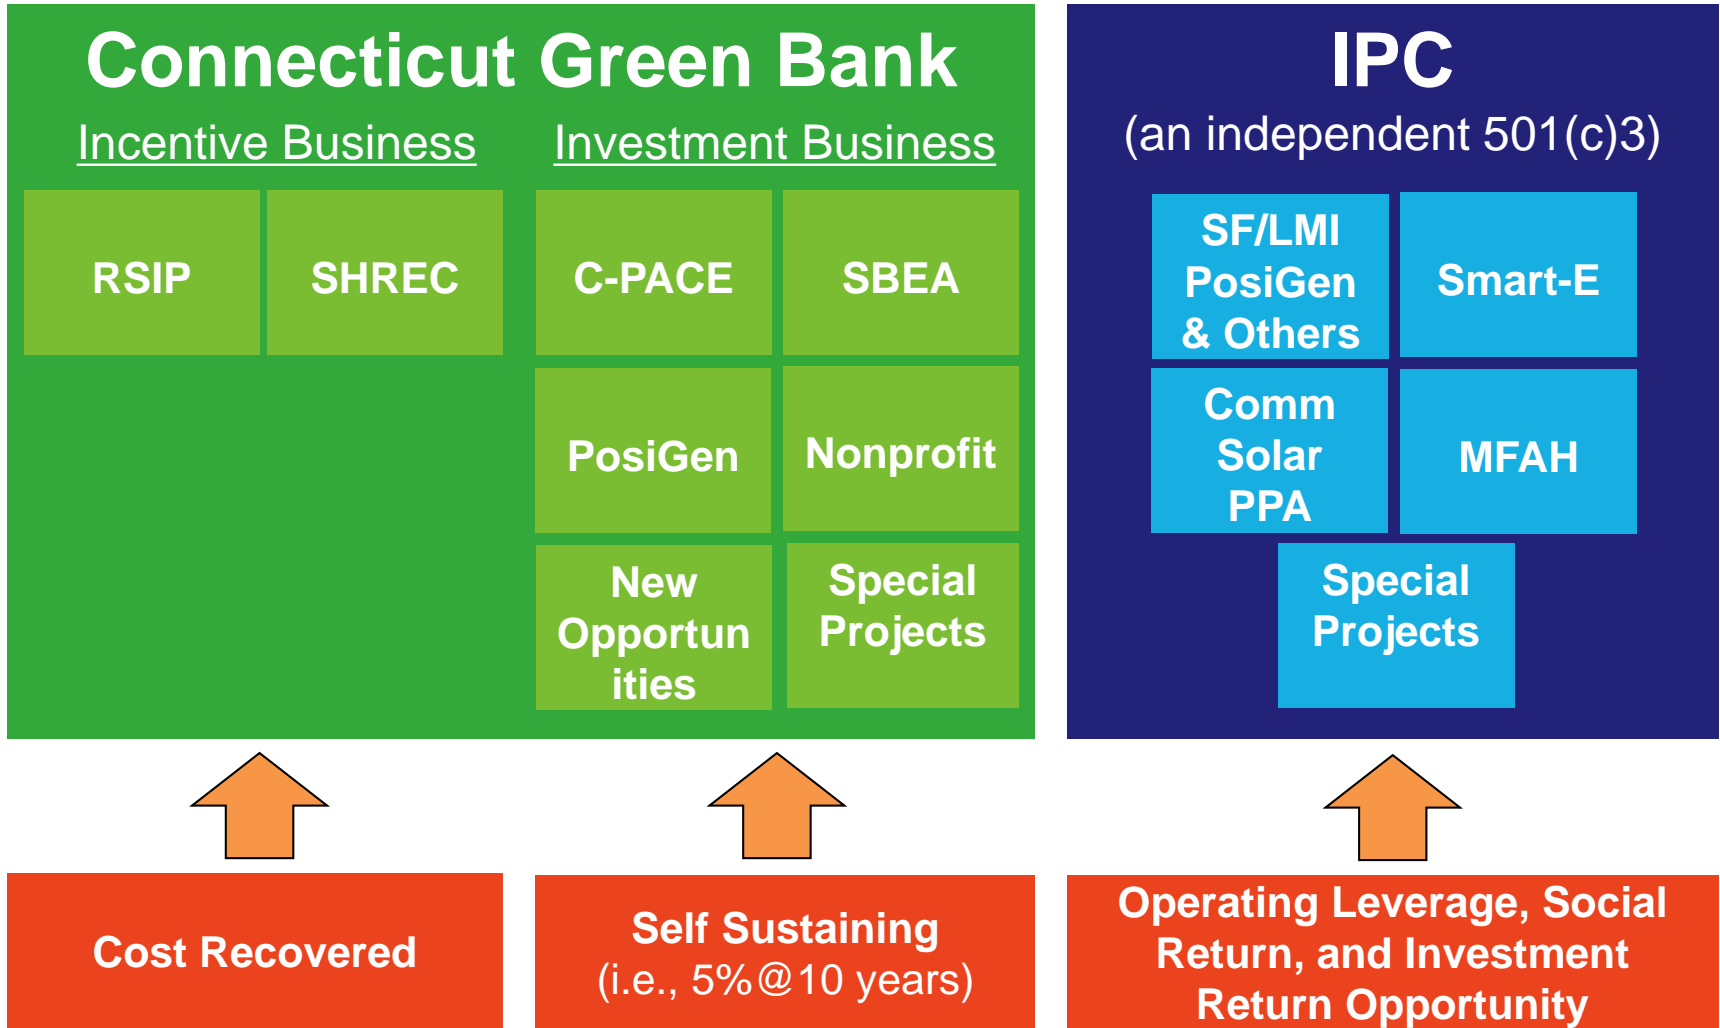 Connecticut Green Bank
Incentive Business
Investment Business
RSIP
SHREC
C-PACE
SBEA
PosiGen
Nonprofit
New
Opportun
ities
Special
Projects
IPC
(an independent 501(c)3)
SF/LMI
PosiGen
& Others
Smart-E
Comm
Solar
PPA
MFAH
Special
Projects
Cost Recovered
Self Sustaining
(i.e., 5%@10 years)
Operating Leverage, Social
Return, and Investment
Return Opportunity